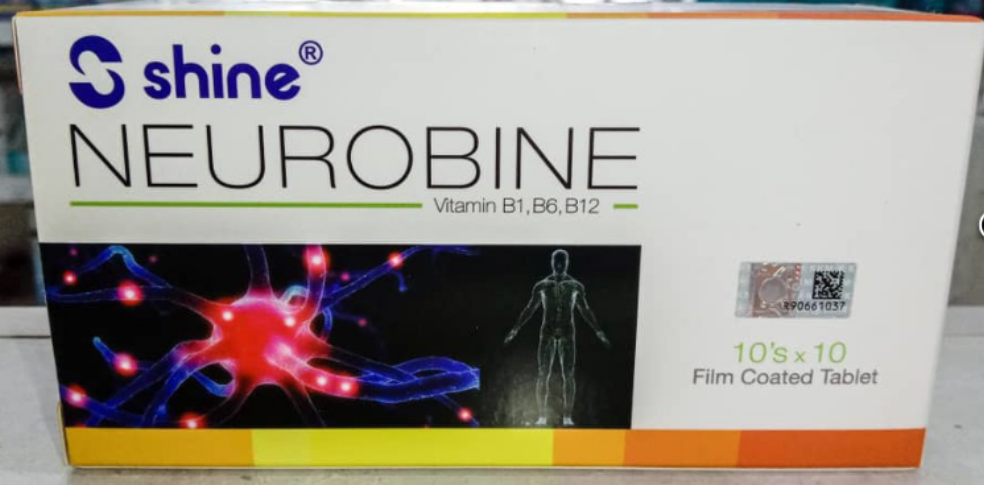 shine®
NEUROBINE
Vitamin B1, B6, B12
R90661037
10's x 10
Film Coated Tablet